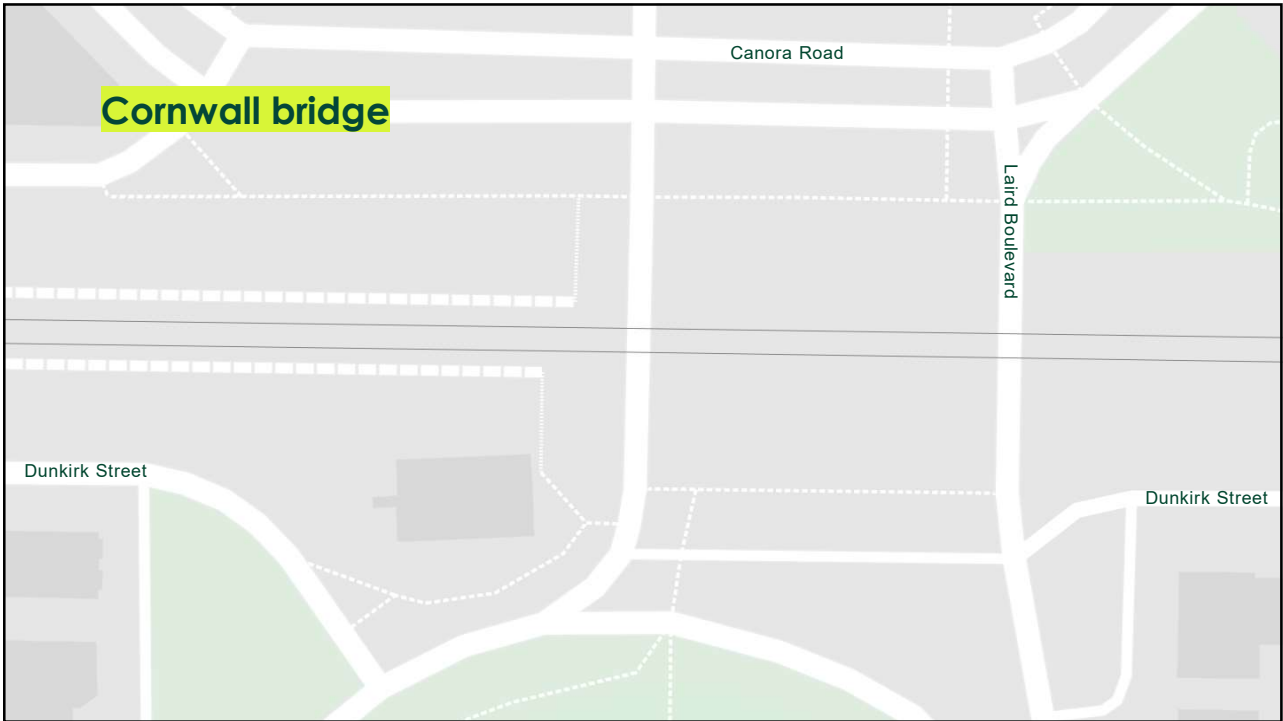 Canora Road
Cornwall bridge
Laird Boulevard
Dunkirk Street
Dunkirk Street